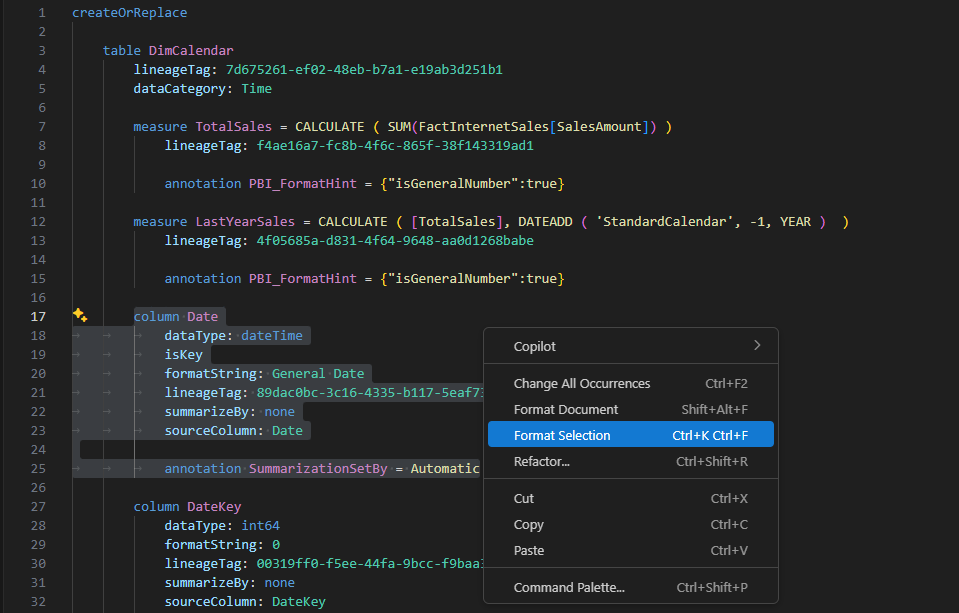 1 createOrReplace
2
3 table DimCalendar
4 lineageTag: 7d675261-ef02-48eb-b7a1-e19ab3d251b1
5 dataCategory: Time
6
7 measure TotalSales = CALCULATE ( SUM(FactInternetSales[SalesAmount]) )
8 lineageTag: f4ae16a7-fc8b-4f6c-865f-38f143319ad1
9
10 annotation PBI_FormatHint = {"isGeneralNumber":true}
11
12 measure LastYearSales = CALCULATE ( [TotalSales], DATEADD ( 'StandardCalendar', -1, YEAR )  )
13 lineageTag: 4f05685a-d831-4f64-9648-aa0d1268babe
14
15 annotation PBI_FormatHint = {"isGeneralNumber":true}
16
17 column Date
18 dataType: dateTime
19 isKey
20 formatString: General Date
21 lineageTag: 89dac0bc-3c16-4335-b117-5eaf73
22 summarizeBy: none
23 sourceColumn: Date
24
25 annotation SummarizationSetBy = Automatic
26
27 column DateKey
28 dataType: int64
29 formatString: 0
30 lineageTag: 00319ff0-f5ee-44fa-9bcc-f9baa3
31 summarizeBy: none
32 sourceColumn: DateKey
Copilot
Change All Occurrences Ctrl+F2
Format Document Shift+Alt+F
Format Selection Ctrl+K Ctrl+F
Refactor... Ctrl+Shift+R
Cut Ctrl+X
Copy Ctrl+C
Paste Ctrl+V
Command Palette... Ctrl+Shift+P